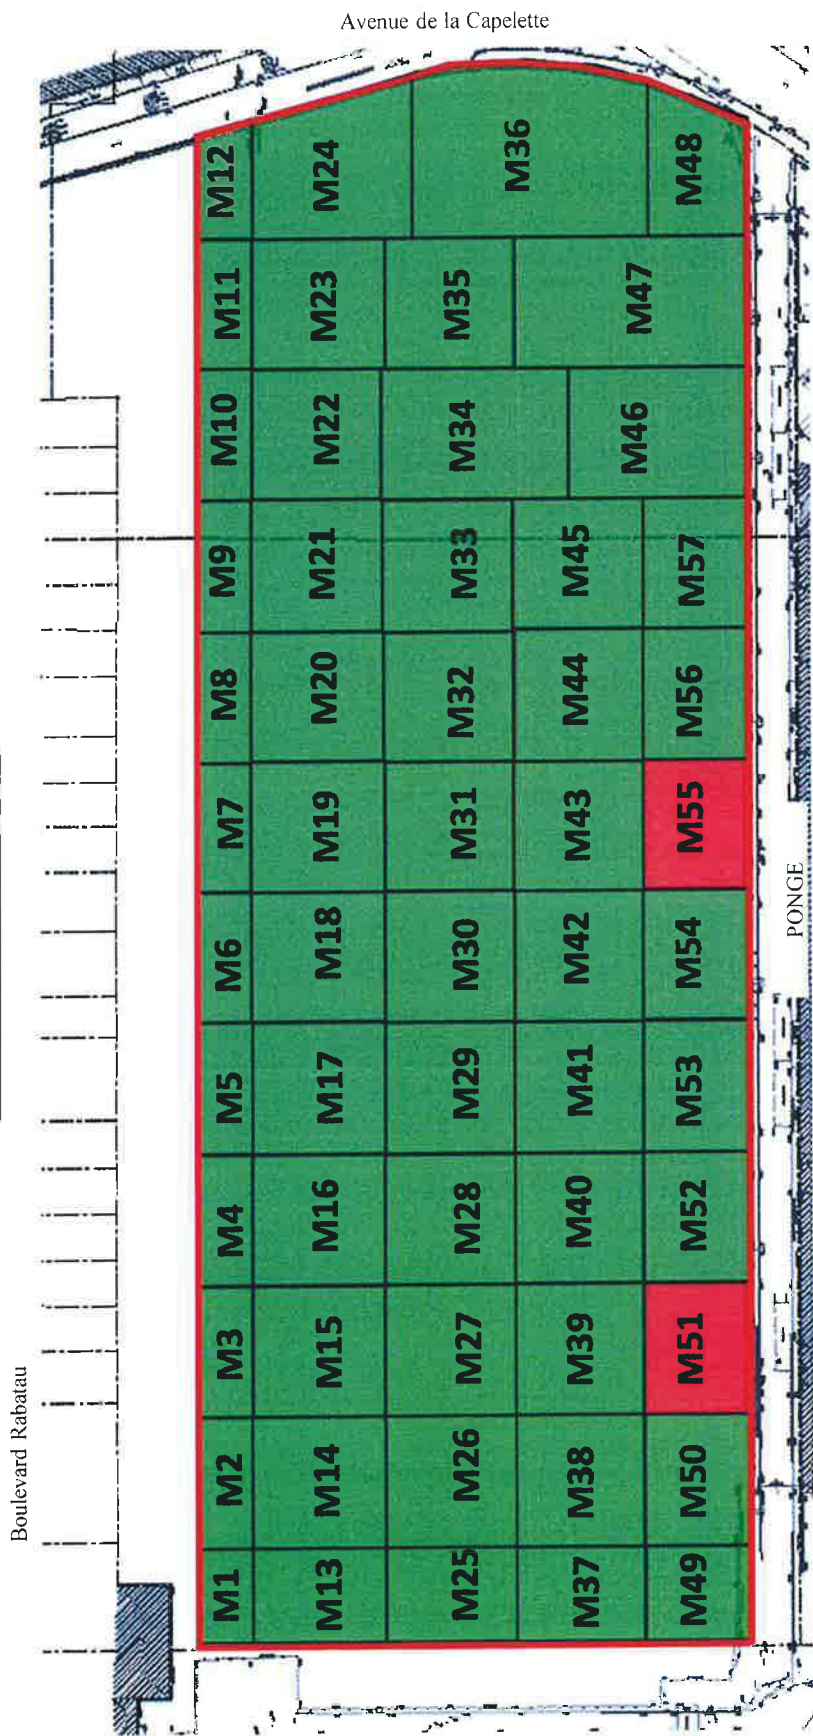 Avenue de la Capelette
Boulevard Rabatau
PONGE
M1 M2 M3 M4 M5 M6 M7 M8 M9 M10 M11 M12
M13 M14 M15 M16 M17 M18 M19 M20 M21 M22 M23 M24
M25 M26 M27 M28 M29 M30 M31 M32 M33 M34 M35 M36
M37 M38 M39 M40 M41 M42 M43 M44 M45 M46 M47 M48
M49 M50 M51 M52 M53 M54 M55 M56 M57